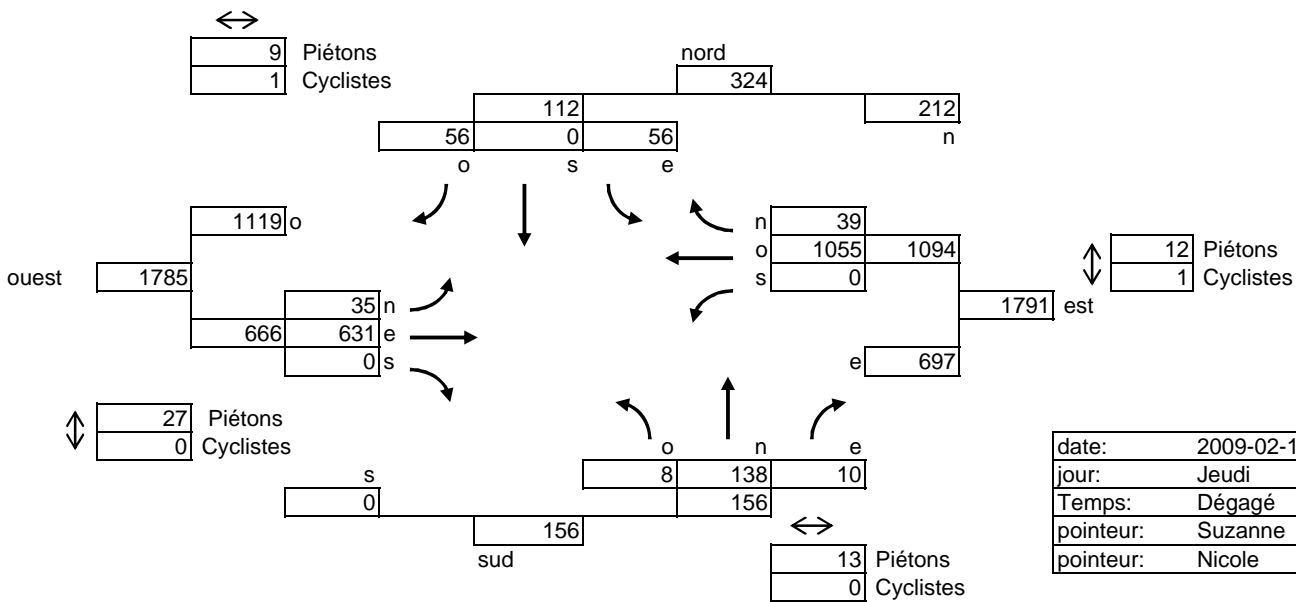 9 Piétons
1 Cyclistes
nord
324
112
212
56 0 56
n
o s e
1119 o
n 39
o 1055 1094
s 0
12 Piétons
1 Cyclistes
ouest 1785
1791 est
35 n
666 631 e
0 s
e 697
27 Piétons
0 Cyclistes
o n e
8 138 10
156
s
0
156
sud
13 Piétons
0 Cyclistes
date: 2009-02-1
jour: Jeudi
Temps: Dégagé
pointeur: Suzanne
pointeur: Nicole